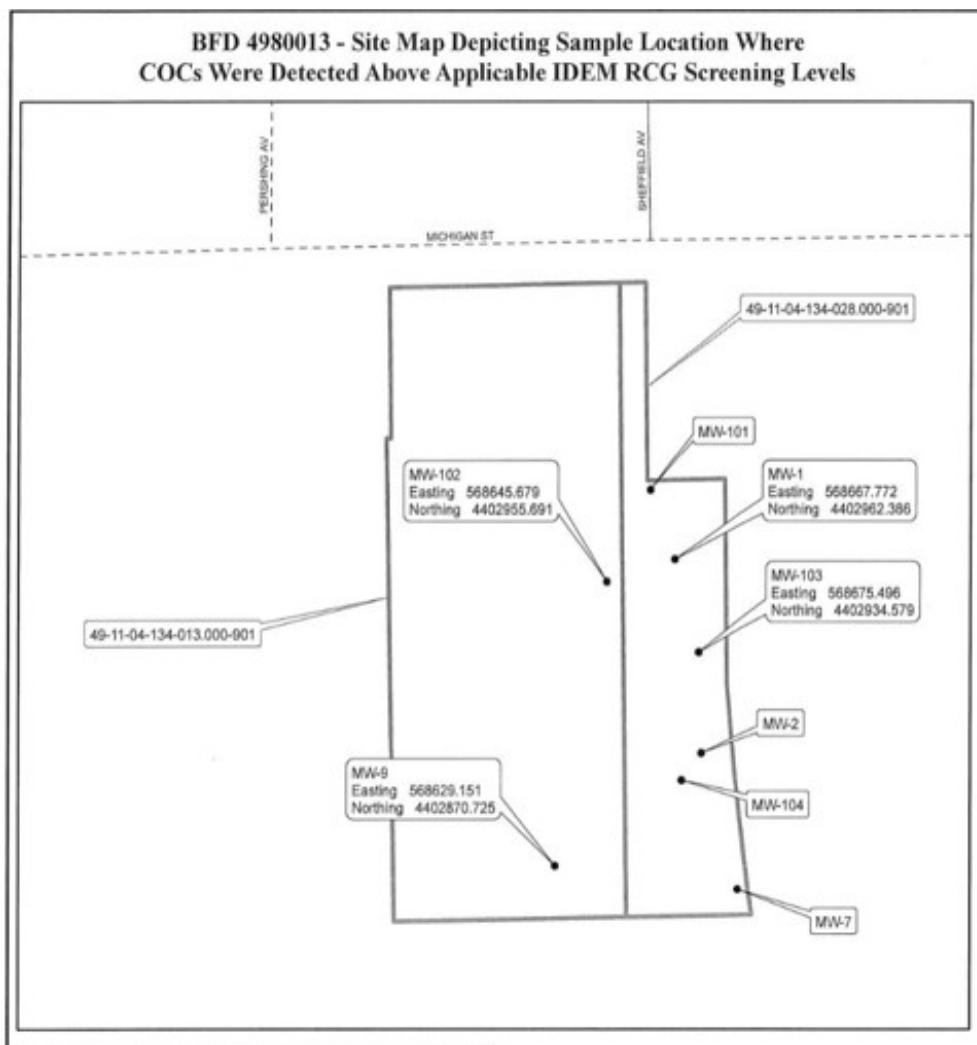 BFD 4980013 - Site Map Depicting Sample Location Where
COCs Were Detected Above Applicable IDEM RCG Screening Levels
PERSHING AV
SHEFFIELD AV
MICHIGAN ST
49-11-04-134-028.000-901
MW-101
MW-102
Easting 568645.679
Northing 4402955.691
MW-1
Easting 568667.772
Northing 4402962.386
MW-103
Easting 568675.496
Northing 4402934.579
49-11-04-134-013.000-901
MW-2
MW-9
Easting 568629.151
Northing 4402870.725
MW-104
MW-7